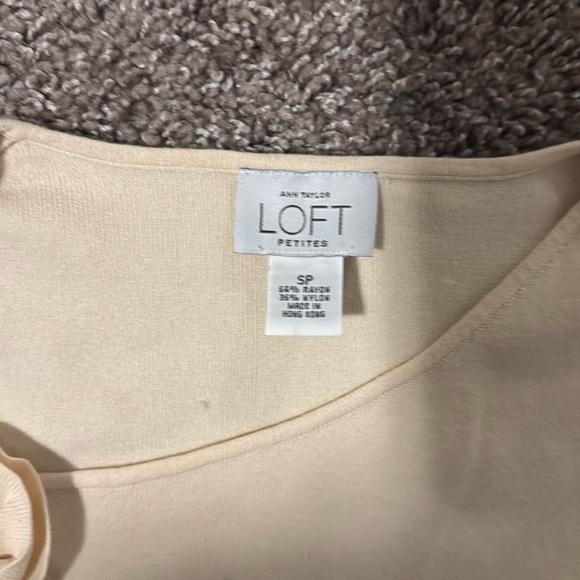 ANN TAYLOR
LOFT
PETITES
SP
64% RAYON
36% NYLON
MADE IN
HONG KONG